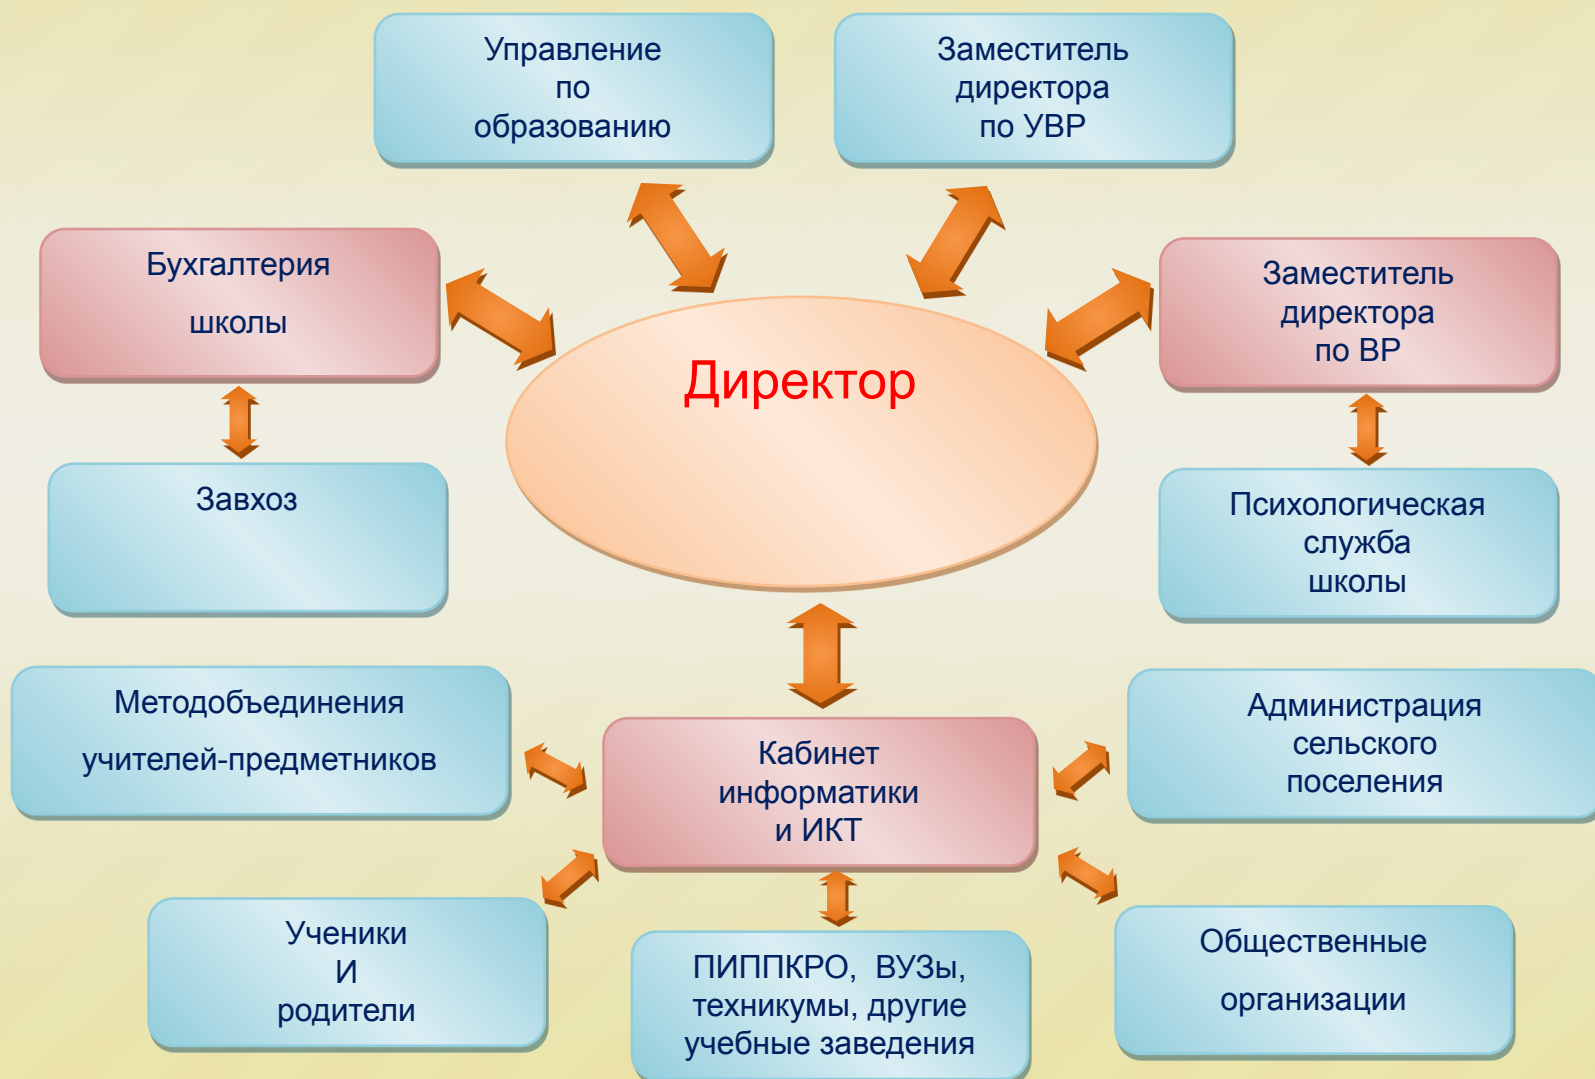 Управление
по
образованию
Заместитель
директора
по УВР
Бухгалтерия
школы
Заместитель
директора
по ВР
Директор
Завхоз
Психологическая
служба
школы
Методобъединения
учителей-предметников
Кабинет
информатики
и ИКТ
Администрация
сельского
поселения
Ученики
И
родители
ПИППКРО, ВУЗы,
техникумы, другие
учебные заведения
Общественные
организации